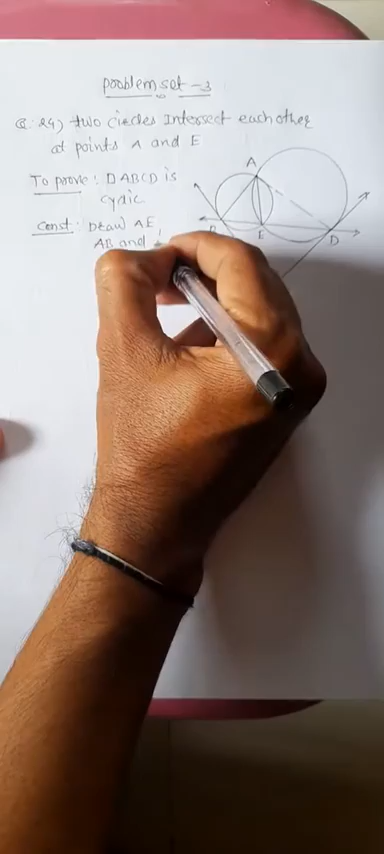 problem set - 3
Q. 24) two circles Intersect each other
at points A and E
To prove: □ ABCD is
cyclic
Const: Draw AE,
AB and
A
E
D